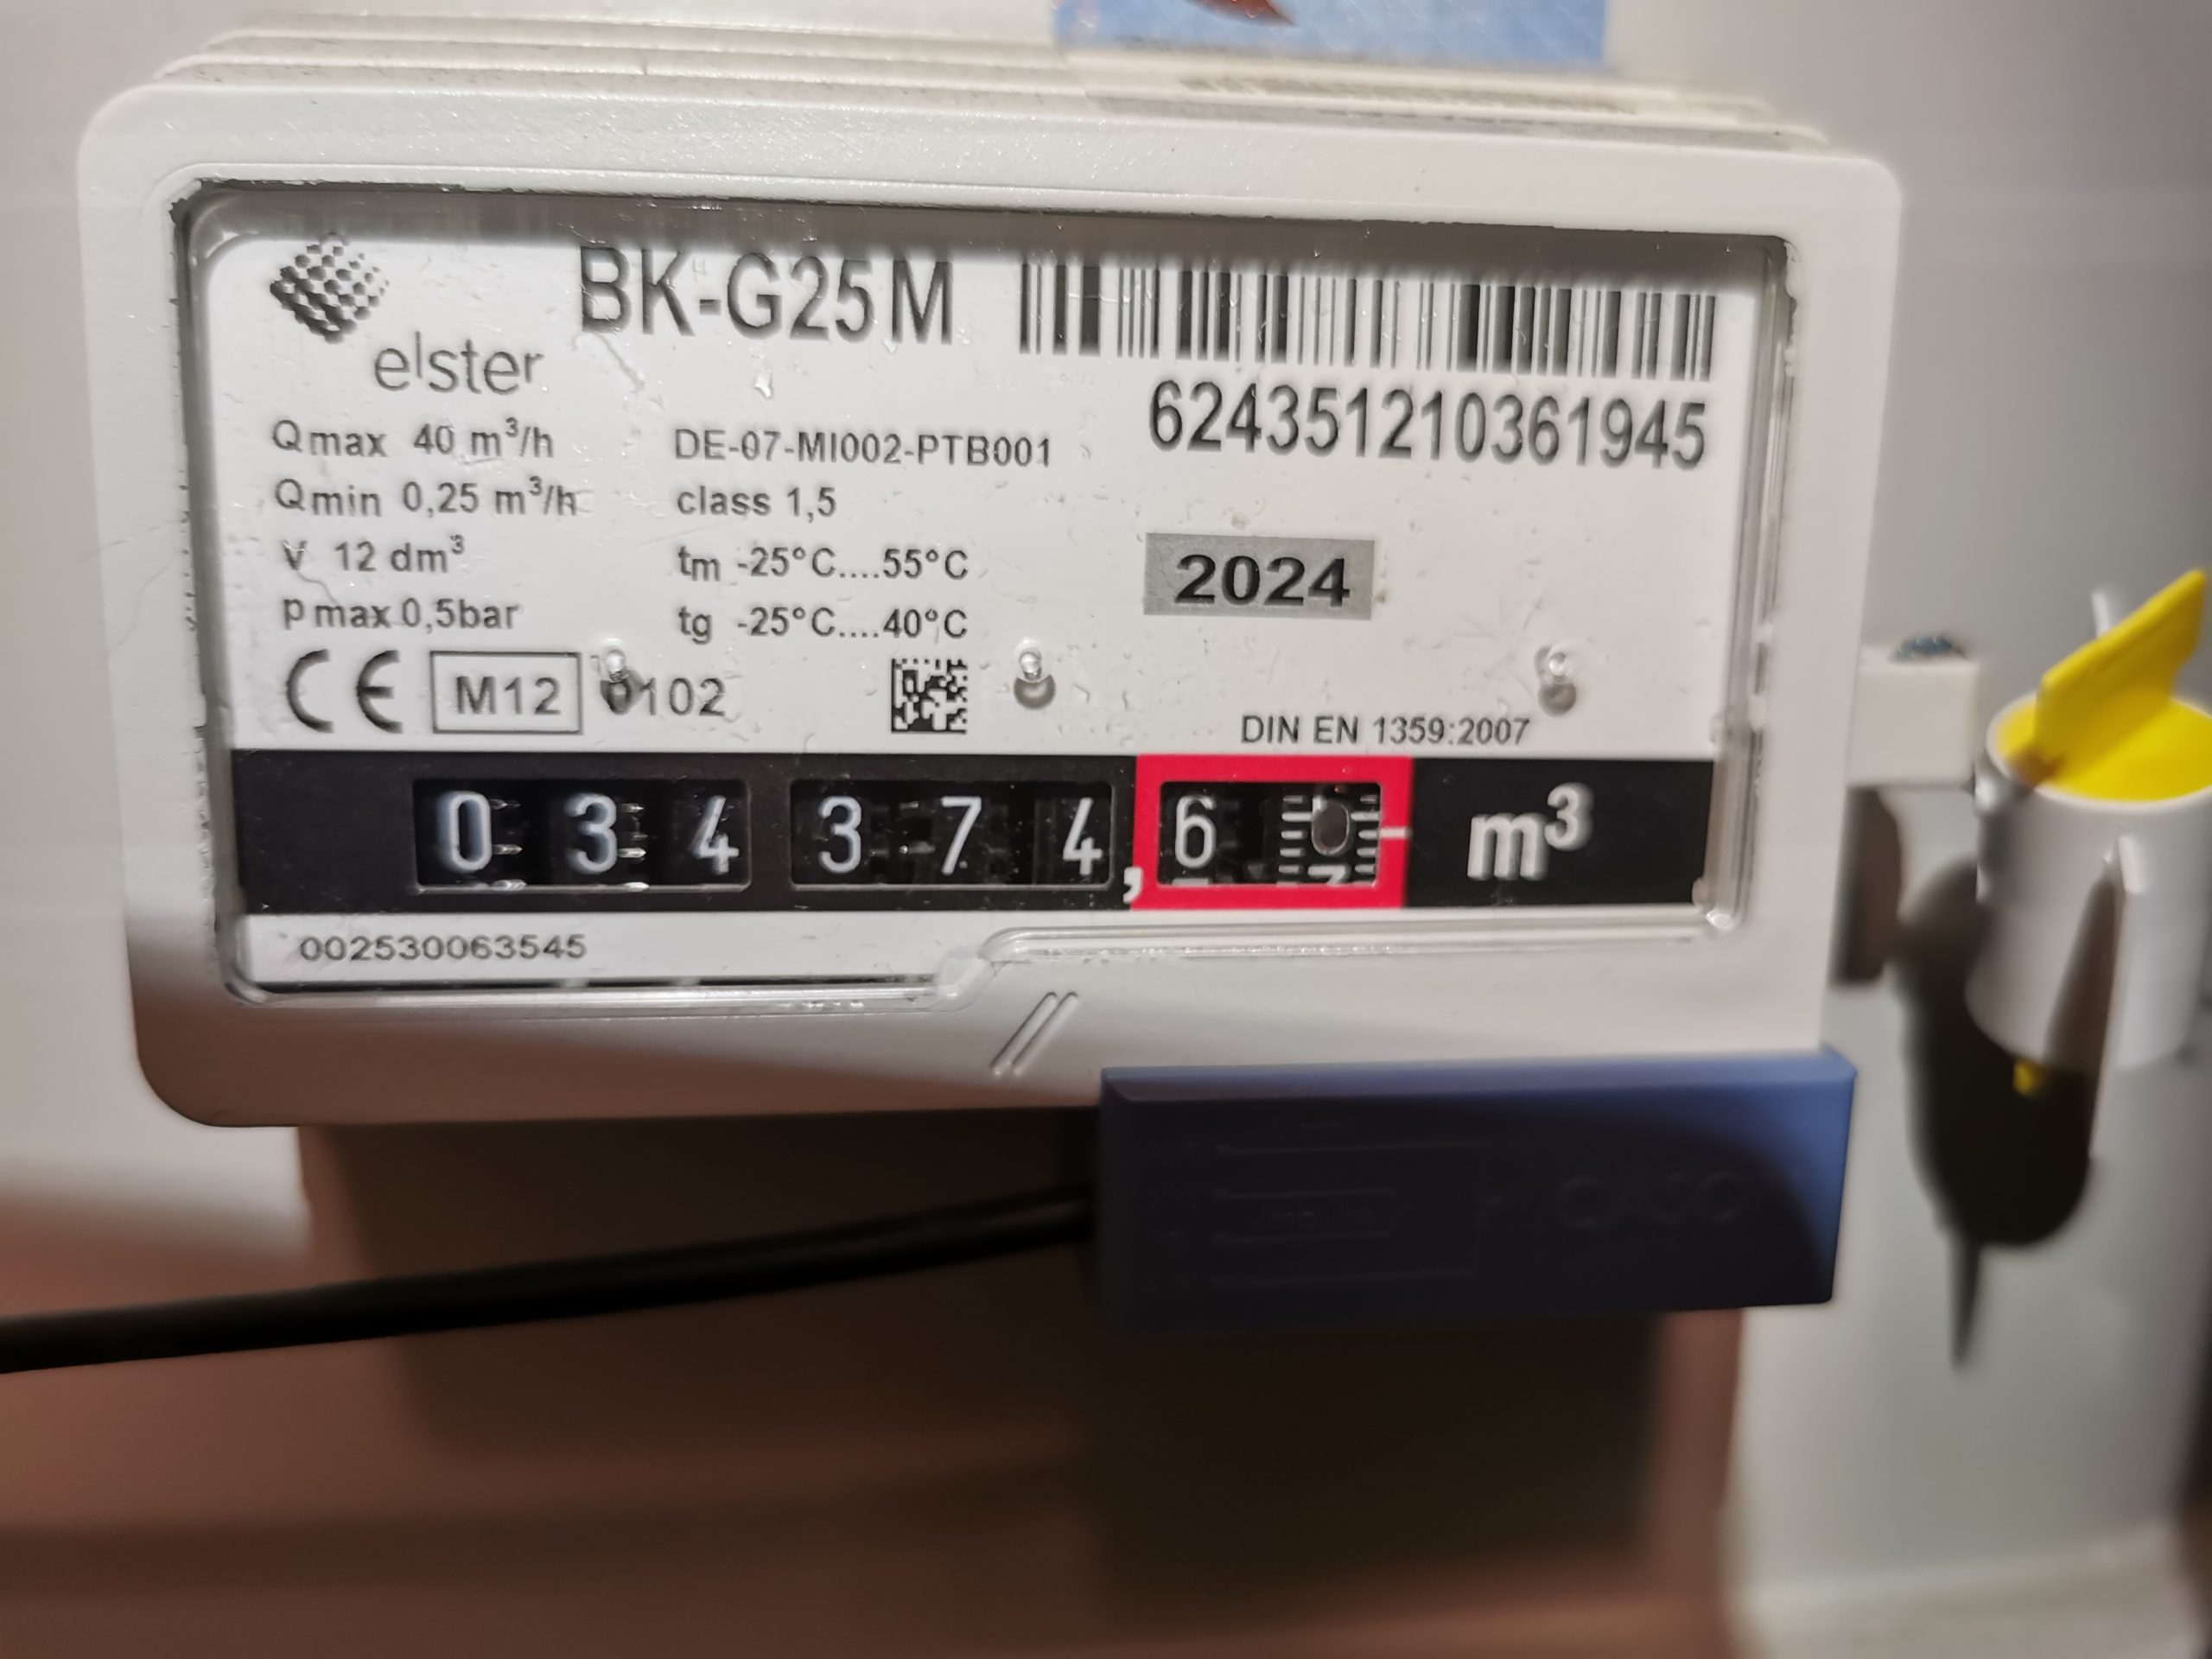 BK-G25 M
elster
624351210361945
Qmax 40 m³/h
DE-07-MI002-PTB001
Qmin 0,25 m³/h
class 1,5
V 12 dm³
tm -25°C....55°C
2024
p max 0,5bar
tg -25°C....40°C
CE M12 0102
DIN EN 1359:2007
0 3 4 3 7 4 , 6 m³
002530063545